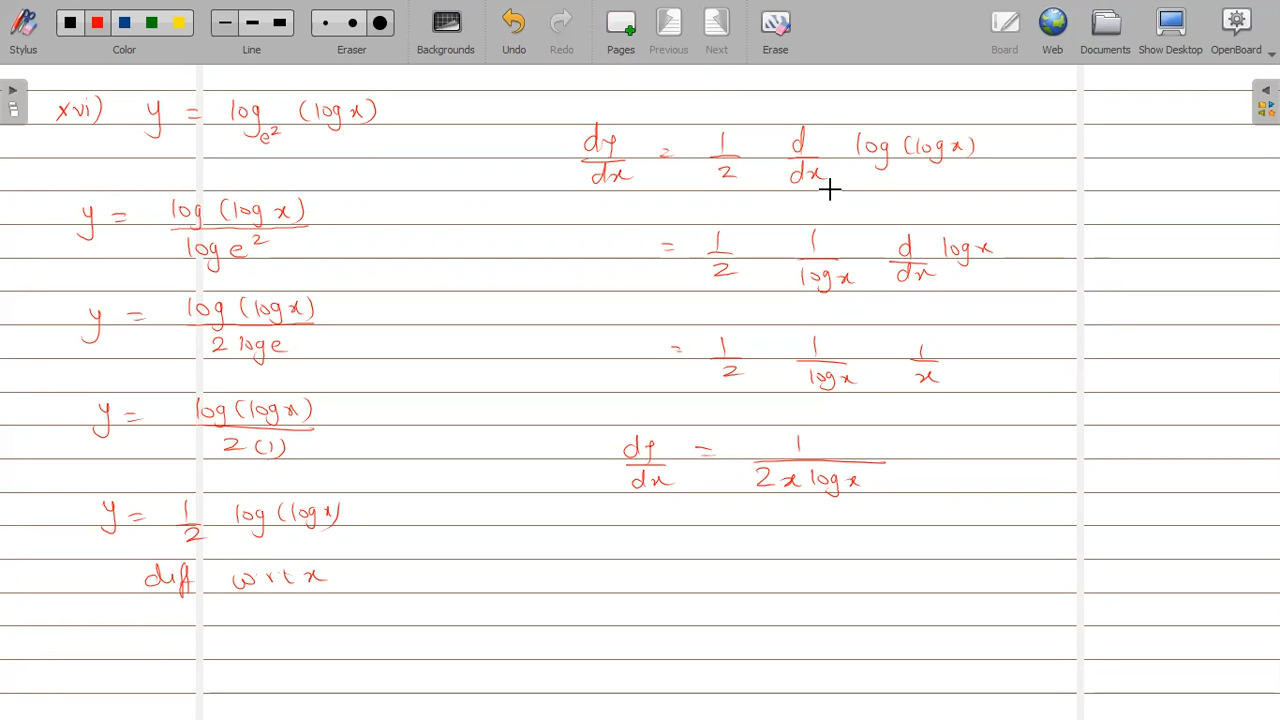 Stylus Color Line Eraser Backgrounds Undo Redo Pages Previous Next Erase Board Web Documents Show Desktop OpenBoard
xvi) y = log_{e^2} (log x)
y = log (log x) / log e^2
y = log (log x) / 2 log e
y = log (log x) / 2 (1)
y = 1/2 log (log x)
diff w.r.t x
dy/dx = 1/2 d/dx log (log x)
= 1/2 1/log x d/dx log x
= 1/2 1/log x 1/x
dy/dx = 1 / 2x log x